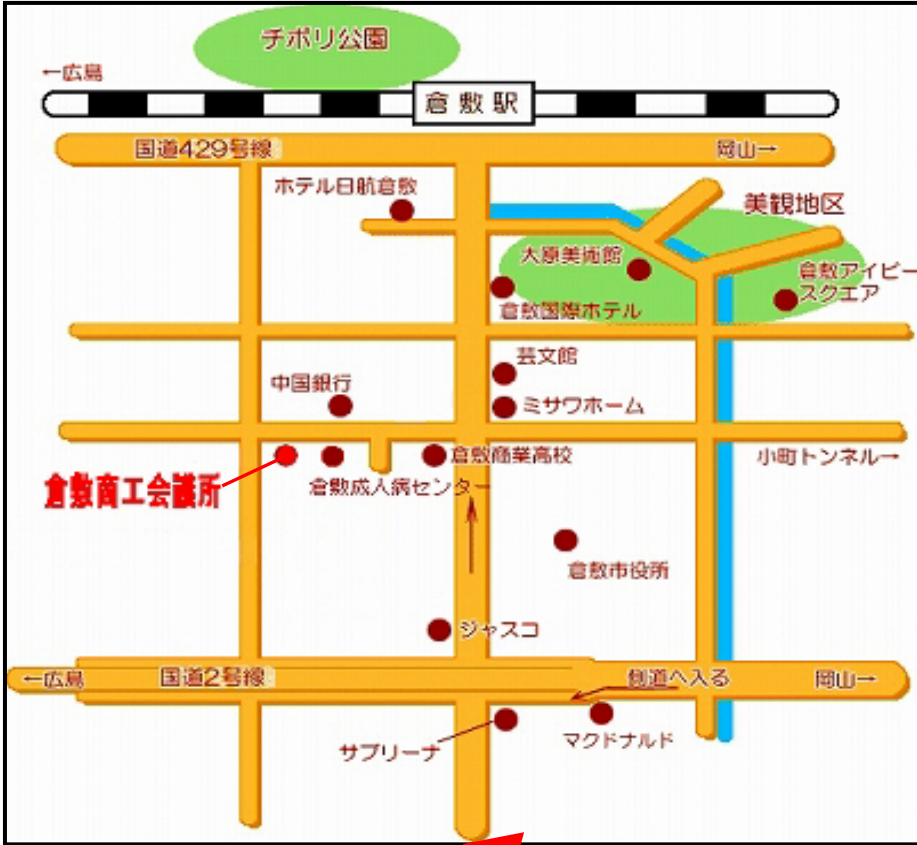 チボリ公園
←広島
倉敷駅
国道429号線
岡山→
ホテル日航倉敷
美観地区
大原美術館
倉敷アイビー
スクエア
倉敷国際ホテル
芸文館
中国銀行
ミサワホーム
倉敷商業高校
小町トンネル→
倉敷商工会議所
倉敷成人病センター
倉敷市役所
ジャスコ
←広島
国道2号線
側道へ入る
岡山→
サブリーナ
マクドナルド